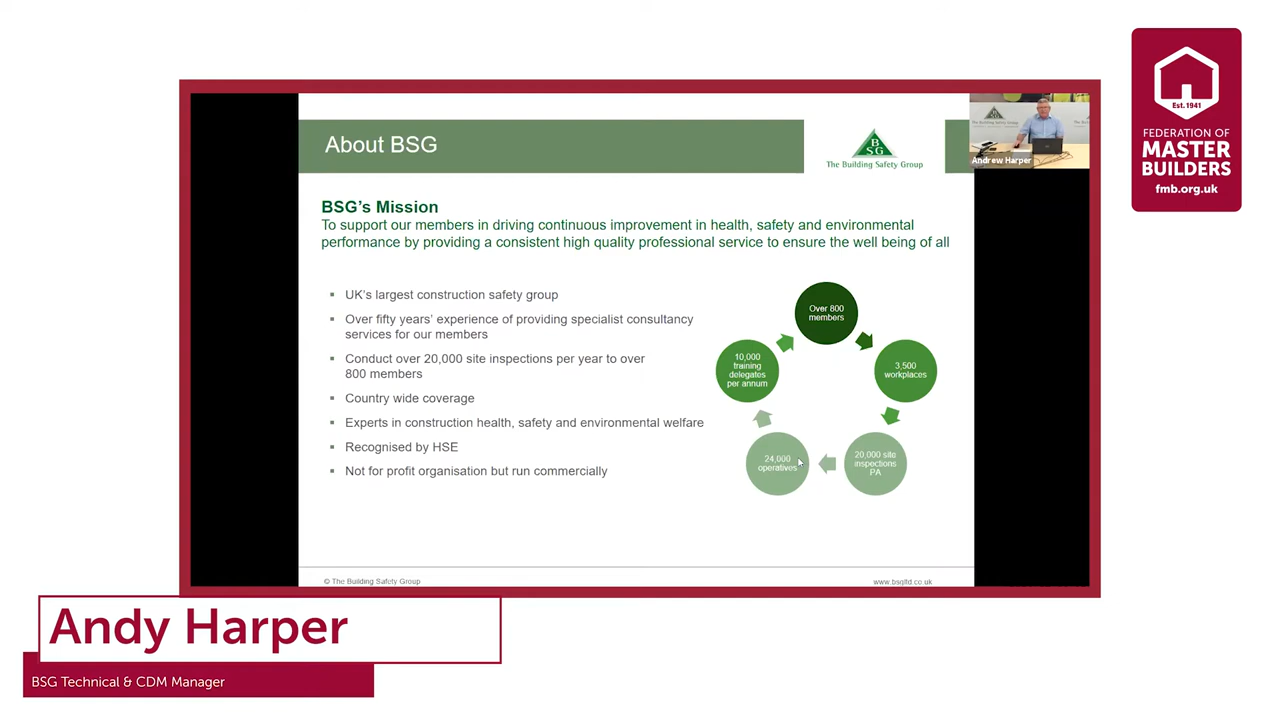 About BSG
B
S G
The Building Safety Group
Andrew Harper
Est. 1941
FEDERATION OF
MASTER
BUILDERS
fmb.org.uk
BSG's Mission
To support our members in driving continuous improvement in health, safety and environmental
performance by providing a consistent high quality professional service to ensure the well being of all
▪ UK's largest construction safety group
▪ Over fifty years' experience of providing specialist consultancy
services for our members
▪ Conduct over 20,000 site inspections per year to over
800 members
▪ Country wide coverage
▪ Experts in construction health, safety and environmental welfare
▪ Recognised by HSE
▪ Not for profit organisation but run commercially
Over 800
members
3,500
workplaces
20,000 site
inspections
PA
24,000
operatives
10,000
training
delegates
per annum
© The Building Safety Group
www.bsgltd.co.uk
Andy Harper
BSG Technical & CDM Manager